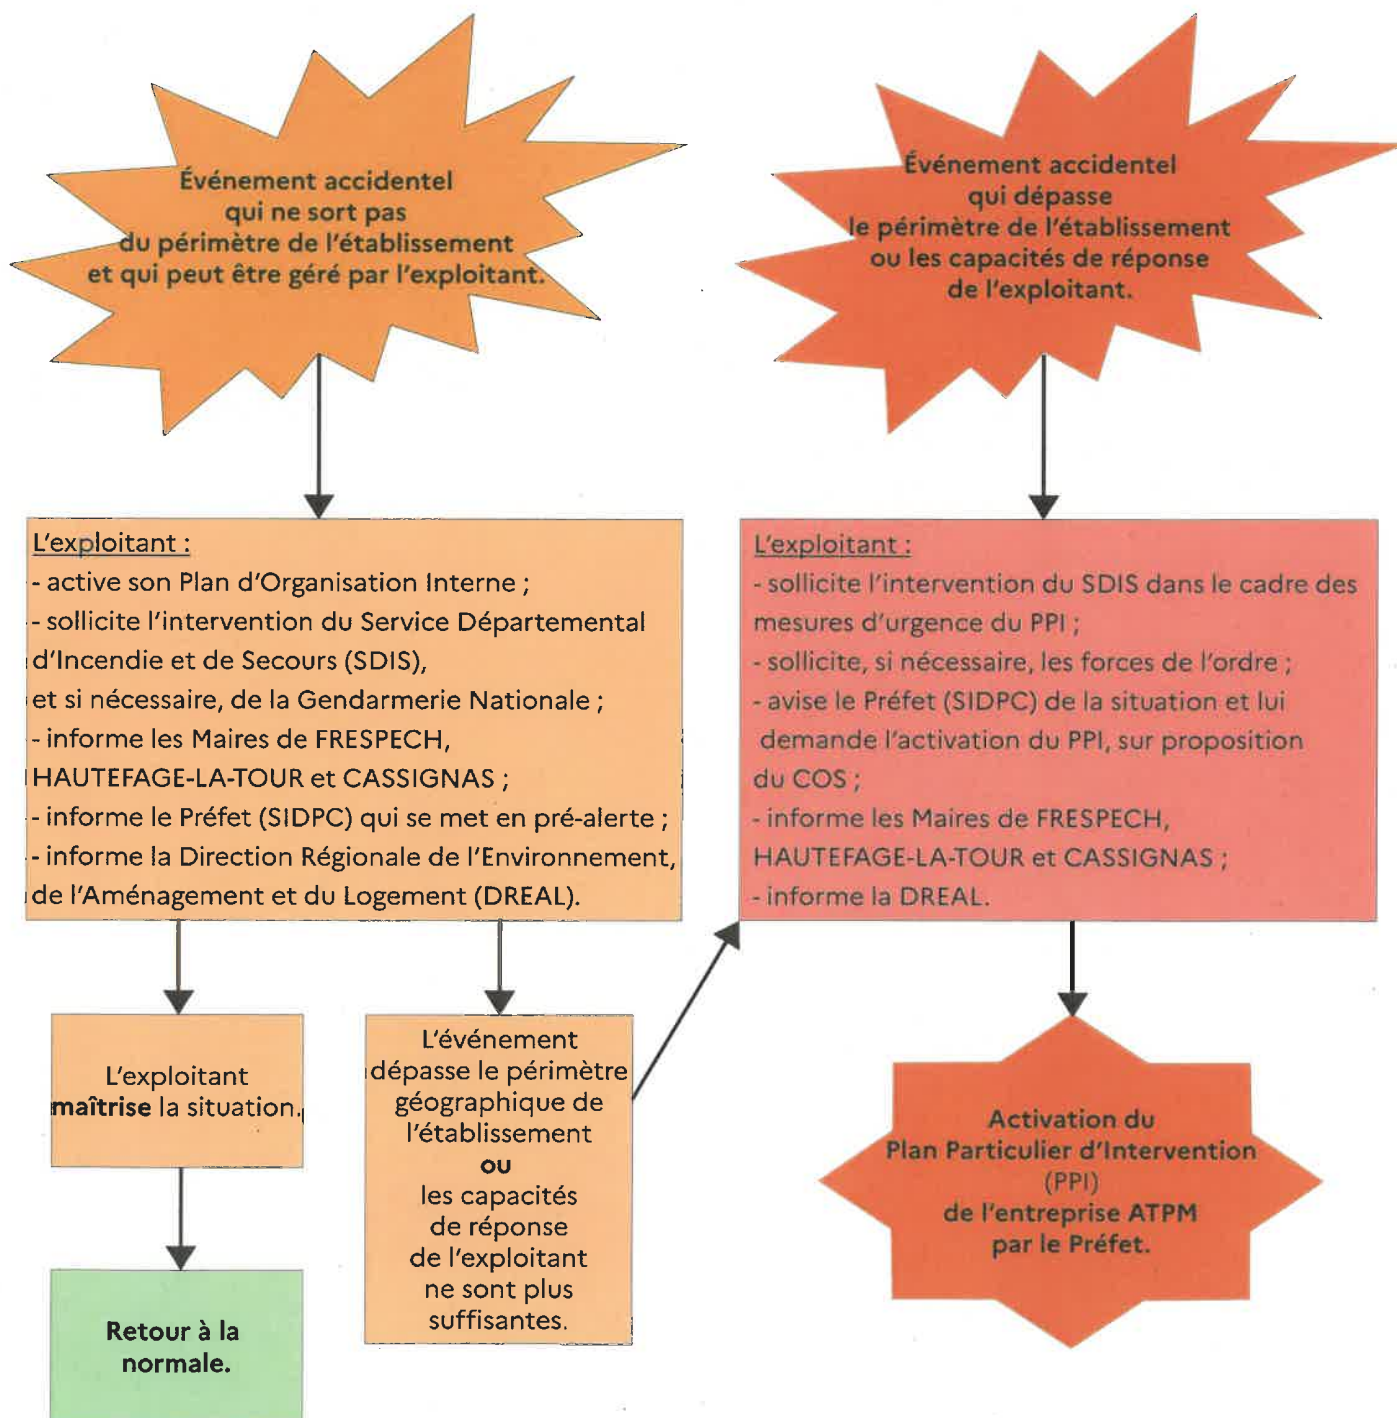 Événement accidentel
qui ne sort pas
du périmètre de l'établissement
et qui peut être géré par l'exploitant.
Événement accidentel
qui dépasse
le périmètre de l'établissement
ou les capacités de réponse
de l'exploitant.
L'exploitant :
- active son Plan d'Organisation Interne ;
- sollicite l'intervention du Service Départemental
d'Incendie et de Secours (SDIS),
et si nécessaire, de la Gendarmerie Nationale ;
- informe les Maires de FRESPECH,
HAUTEFAGE-LA-TOUR et CASSIGNAS ;
- informe le Préfet (SIDPC) qui se met en pré-alerte ;
- informe la Direction Régionale de l'Environnement,
de l'Aménagement et du Logement (DREAL).
L'exploitant :
- sollicite l'intervention du SDIS dans le cadre des
mesures d'urgence du PPI ;
- sollicite, si nécessaire, les forces de l'ordre ;
- avise le Préfet (SIDPC) de la situation et lui
demande l'activation du PPI, sur proposition
du COS ;
- informe les Maires de FRESPECH,
HAUTEFAGE-LA-TOUR et CASSIGNAS ;
- informe la DREAL.
L'exploitant
maîtrise la situation.
L'événement
dépasse le périmètre
géographique de
l'établissement
ou
les capacités
de réponse
de l'exploitant
ne sont plus
suffisantes.
Activation du
Plan Particulier d'Intervention
(PPI)
de l'entreprise ATPM
par le Préfet.
Retour à la
normale.